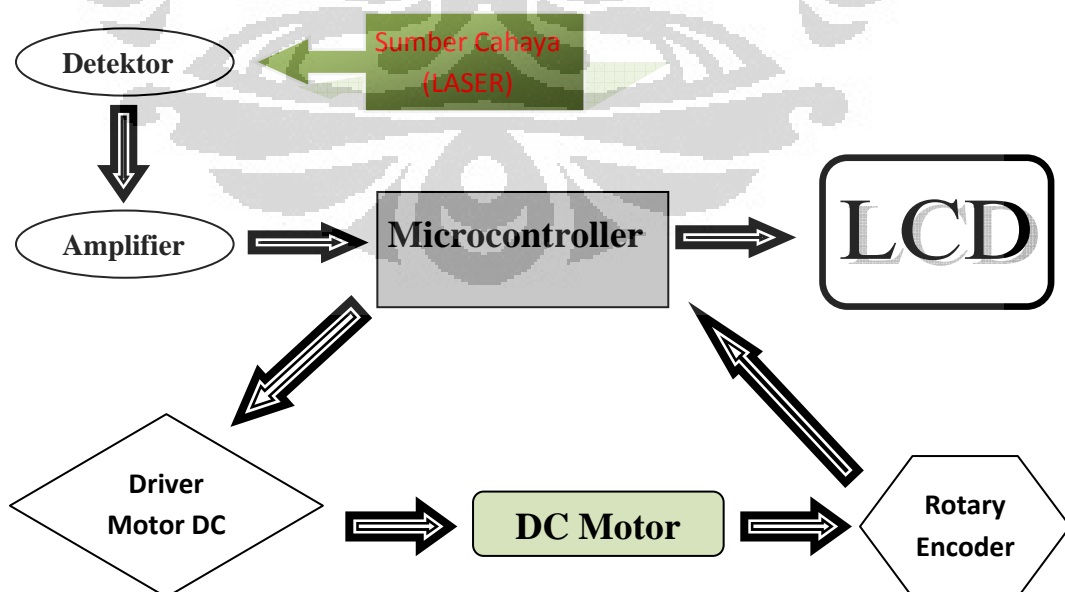 Detektor
Sumber Cahaya
(LASER)
Amplifier
Microcontroller
LCD
Driver
Motor DC
DC Motor
Rotary
Encoder